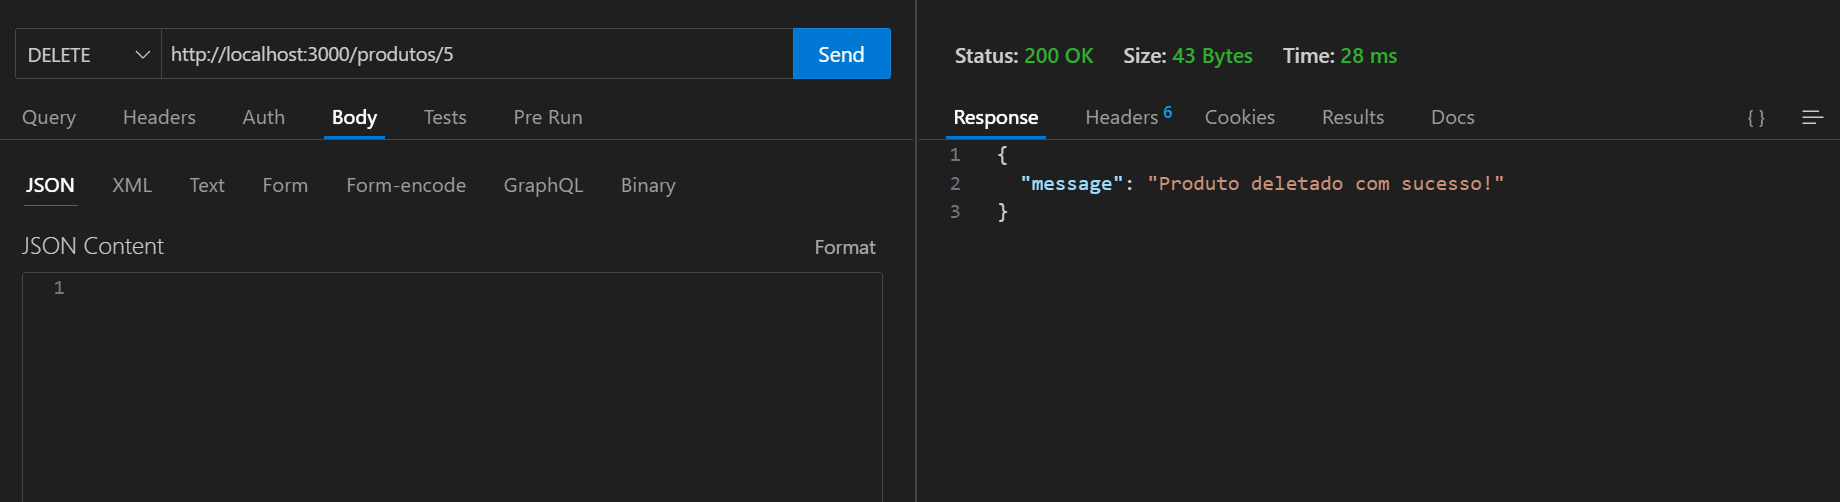 DELETE http://localhost:3000/produtos/5 Send
Query Headers Auth Body Tests Pre Run
JSON XML Text Form Form-encode GraphQL Binary
JSON Content Format
1
Status: 200 OK Size: 43 Bytes Time: 28 ms
Response Headers 6 Cookies Results Docs { }
1 {
2 "message": "Produto deletado com sucesso!"
3 }